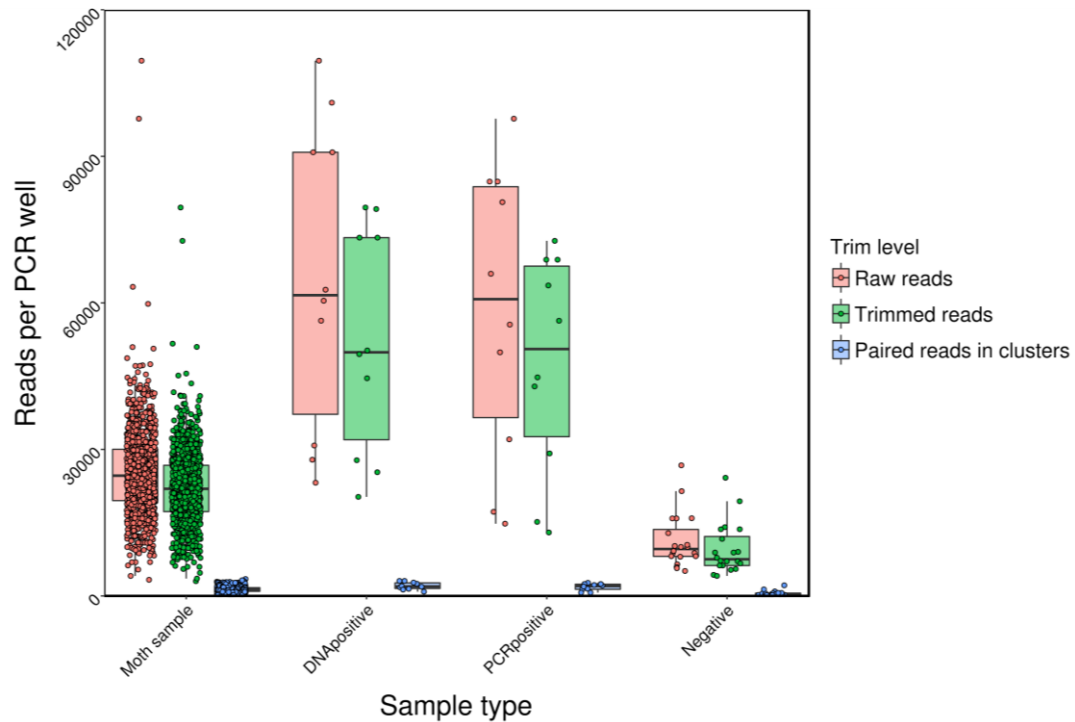 120000
90000
60000
30000
0
Reads per PCR well
Moth sample
DNApositive
PCRpositive
Negative
Sample type
Trim level
Raw reads
Trimmed reads
Paired reads in clusters